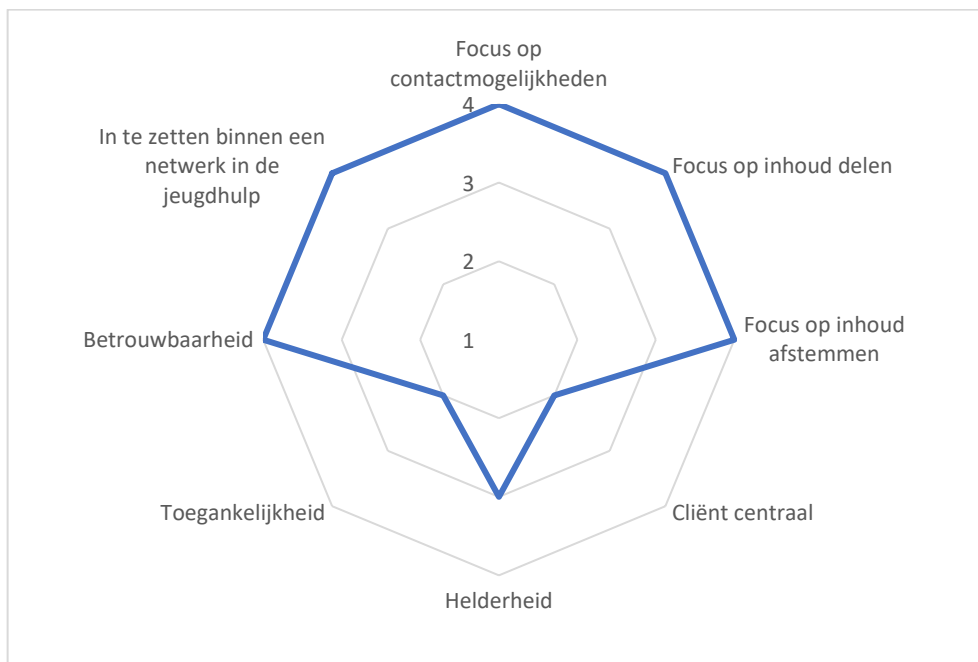 Focus op
contactmogelijkheden
4
In te zetten binnen een
netwerk in de
jeugdhulp
Focus op inhoud delen
3
2
Betrouwbaarheid
1
Focus op inhoud
afstemmen
Toegankelijkheid
Cliënt centraal
Helderheid